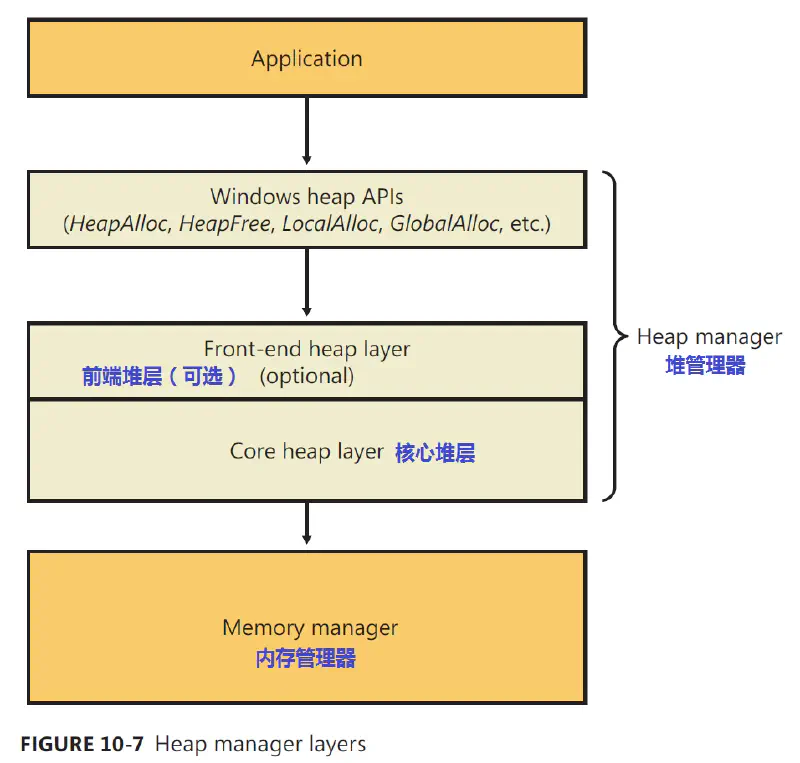 Application
Windows heap APIs
(HeapAlloc, HeapFree, LocalAlloc, GlobalAlloc, etc.)
Front-end heap layer
前端堆层（可选） (optional)
Core heap layer 核心堆层
Heap manager
堆管理器
Memory manager
内存管理器
FIGURE 10-7 Heap manager layers